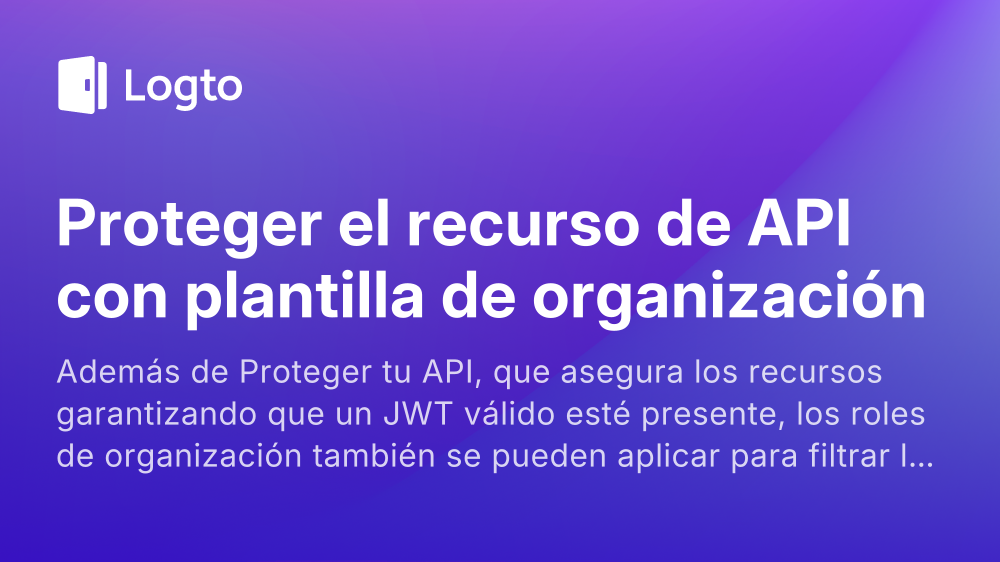 Logto
Proteger el recurso de API
con plantilla de organización
Además de Proteger tu API, que asegura los recursos
garantizando que un JWT válido esté presente, los roles
de organización también se pueden aplicar para filtrar l...